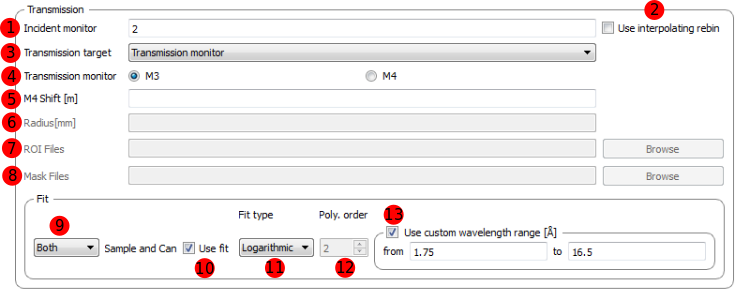 Transmission
2
1 Incident monitor 2 Use interpolating rebin
3 Transmission target Transmission monitor
4 Transmission monitor M3 M4
5 M4 Shift [m]
6 Radius[mm]
7 ROI Files Browse
8 Mask Files Browse
Fit
Fit type Poly. order 13
9 Use custom wavelength range [Å]
Both Sample and Can Use fit Logarithmic 2 from 1.75 to 16.5
10 11 12